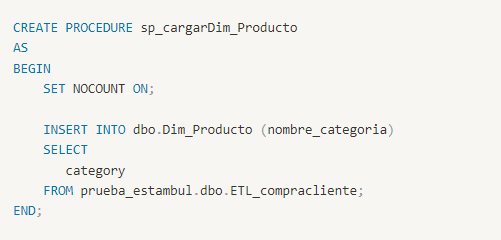 CREATE PROCEDURE sp_cargarDim_Producto
AS
BEGIN
SET NOCOUNT ON;
INSERT INTO dbo.Dim_Producto (nombre_categoria)
SELECT
category
FROM prueba_estambul.dbo.ETL_compracliente;
END;